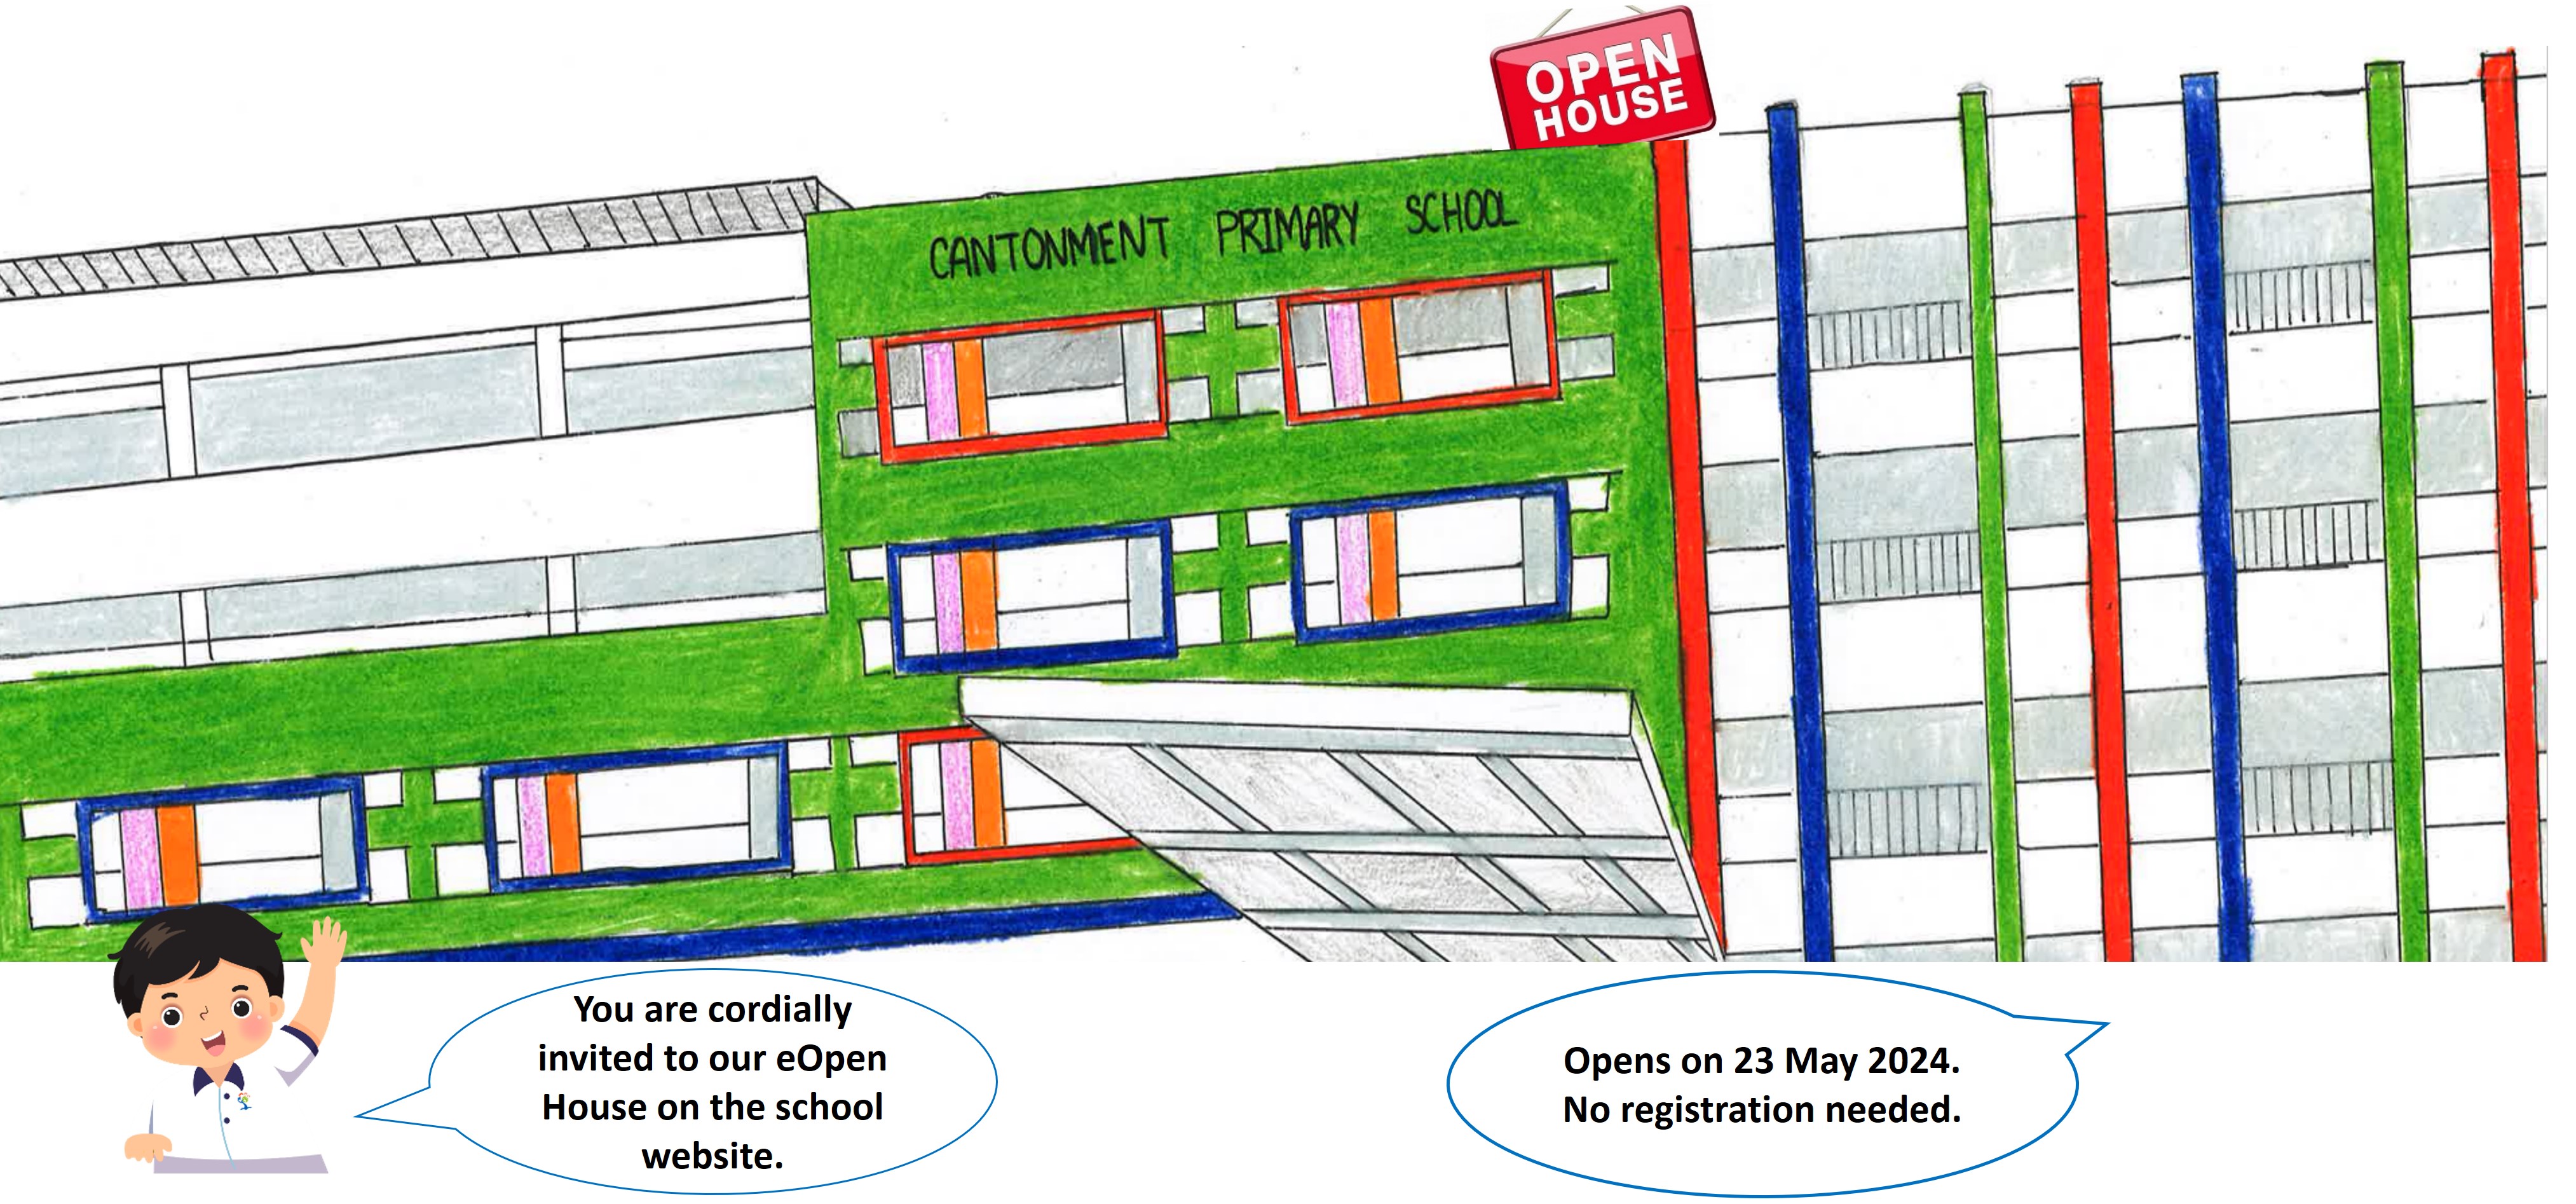 OPEN
HOUSE
CANTONMENT PRIMARY SCHOOL
You are cordially
invited to our eOpen
House on the school
website.
Opens on 23 May 2024.
No registration needed.